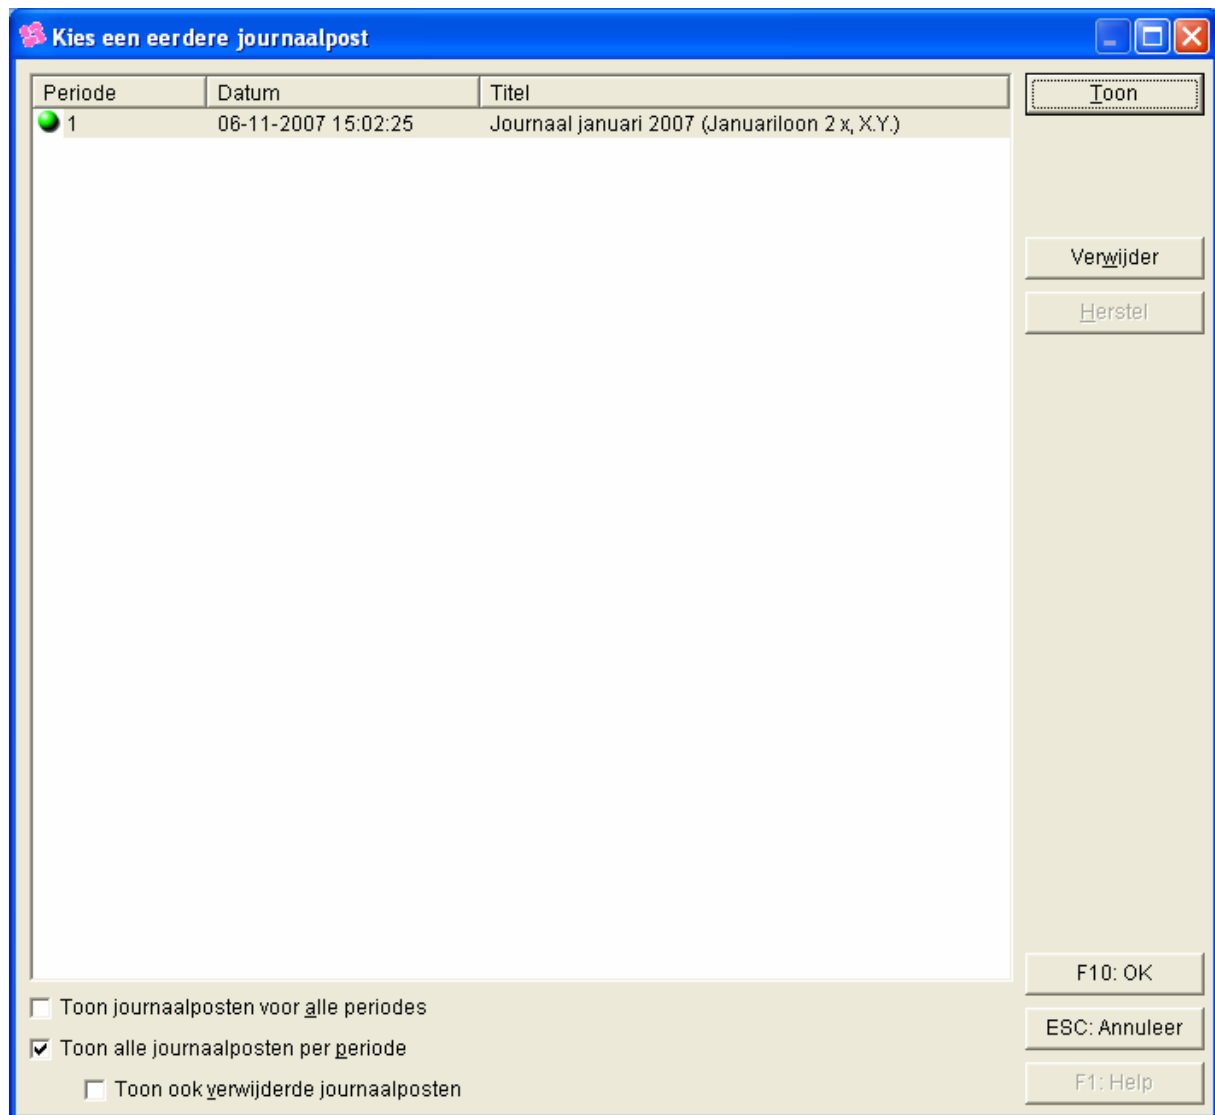 Kies een eerdere journaalpost
Periode Datum Titel
1 06-11-2007 15:02:25 Journaal januari 2007 (Januariloon 2 x, X.Y.)
Toon
Verwijder
Herstel
F10: OK
ESC: Annuleer
F1: Help
Toon journaalposten voor alle periodes
Toon alle journaalposten per periode
Toon ook verwijderde journaalposten